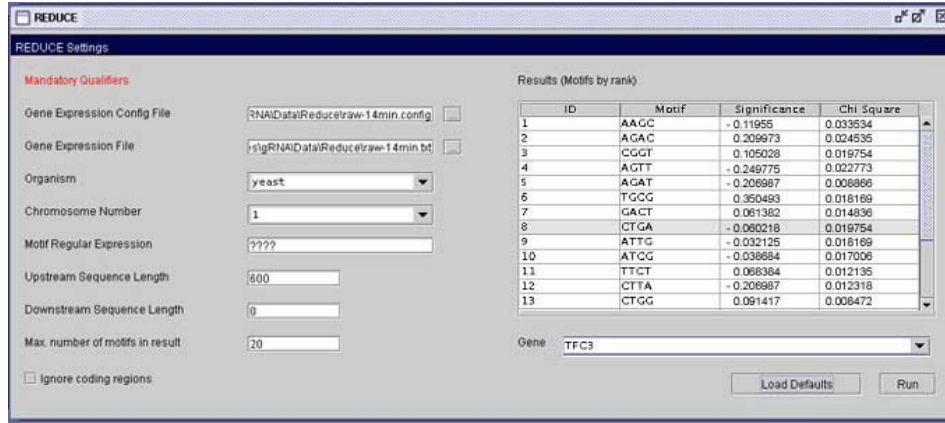 REDUCE
REDUCE Settings
Mandatory Qualifiers
Gene Expression Config File
RNA\Data\Reduce\raw-14min.config
...
Gene Expression File
s\gRNA\Data\Reduce\raw-14min.txt
...
Organism
yeast
Chromosome Number
1
Motif Regular Expression
????
Upstream Sequence Length
600
Downstream Sequence Length
0
Max. number of motifs in result
20
Ignore coding regions
Results (Motifs by rank)
ID Motif Significance Chi Square
1 AAGC - 0.11955 0.033534
2 AGAC 0.209973 0.024535
3 CGGT 0.105028 0.019754
4 AGTT - 0.249775 0.022773
5 AGAT - 0.206987 0.008866
6 TGCG 0.350493 0.018169
7 GACT 0.061382 0.014836
8 CTGA - 0.060218 0.019754
9 ATTG - 0.032125 0.018169
10 ATCG - 0.038684 0.017006
11 TTCT 0.068384 0.012135
12 CTTA - 0.206987 0.012318
13 CTGG 0.091417 0.008472
Gene TFC3
Load Defaults Run